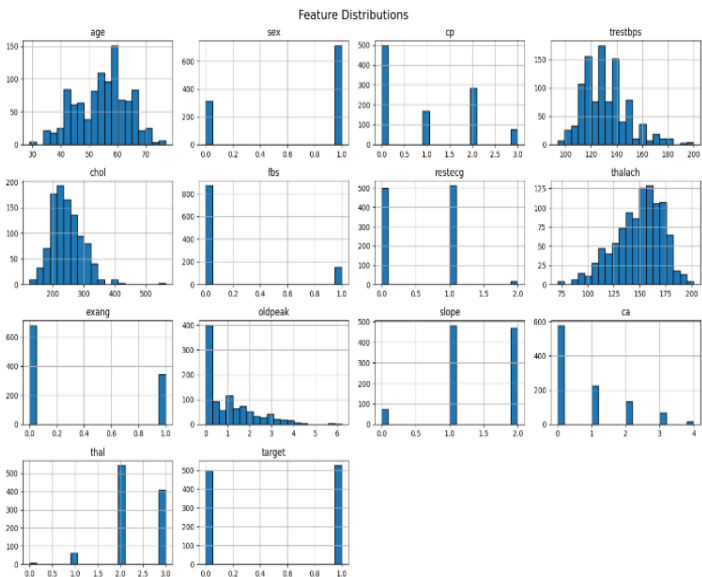 Feature Distributions
age
sex
cp
trestbps
150
100
50
0
30 40 50 60 70
600
400
200
0
0.0 0.2 0.4 0.6 0.8 1.0
500
400
300
200
100
0
0.0 0.5 1.0 1.5 2.0 2.5 3.0
150
100
50
0
100 120 140 160 180 200
chol
fbs
restecg
thalach
200
150
100
50
0
200 300 400 500
800
600
400
200
0
0.0 0.2 0.4 0.6 0.8 1.0
500
400
300
200
100
0
0.0 0.5 1.0 1.5 2.0
125
100
75
50
25
0
75 100 125 150 175 200
exang
oldpeak
slope
ca
600
400
200
0
0.0 0.2 0.4 0.6 0.8 1.0
400
300
200
100
0
0 1 2 3 4 5 6
500
400
300
200
100
0
0.0 0.5 1.0 1.5 2.0
600
400
200
0
0 1 2 3 4
thal
target
500
400
300
200
100
0
0.0 0.5 1.0 1.5 2.0 2.5 3.0
500
400
300
200
100
0
0.0 0.2 0.4 0.6 0.8 1.0